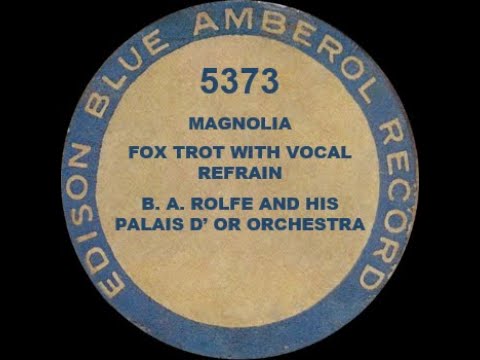 EDISON BLUE AMBEROL RECORD
5373
MAGNOLIA
FOX TROT WITH VOCAL
REFRAIN
B. A. ROLFE AND HIS
PALAIS D' OR ORCHESTRA